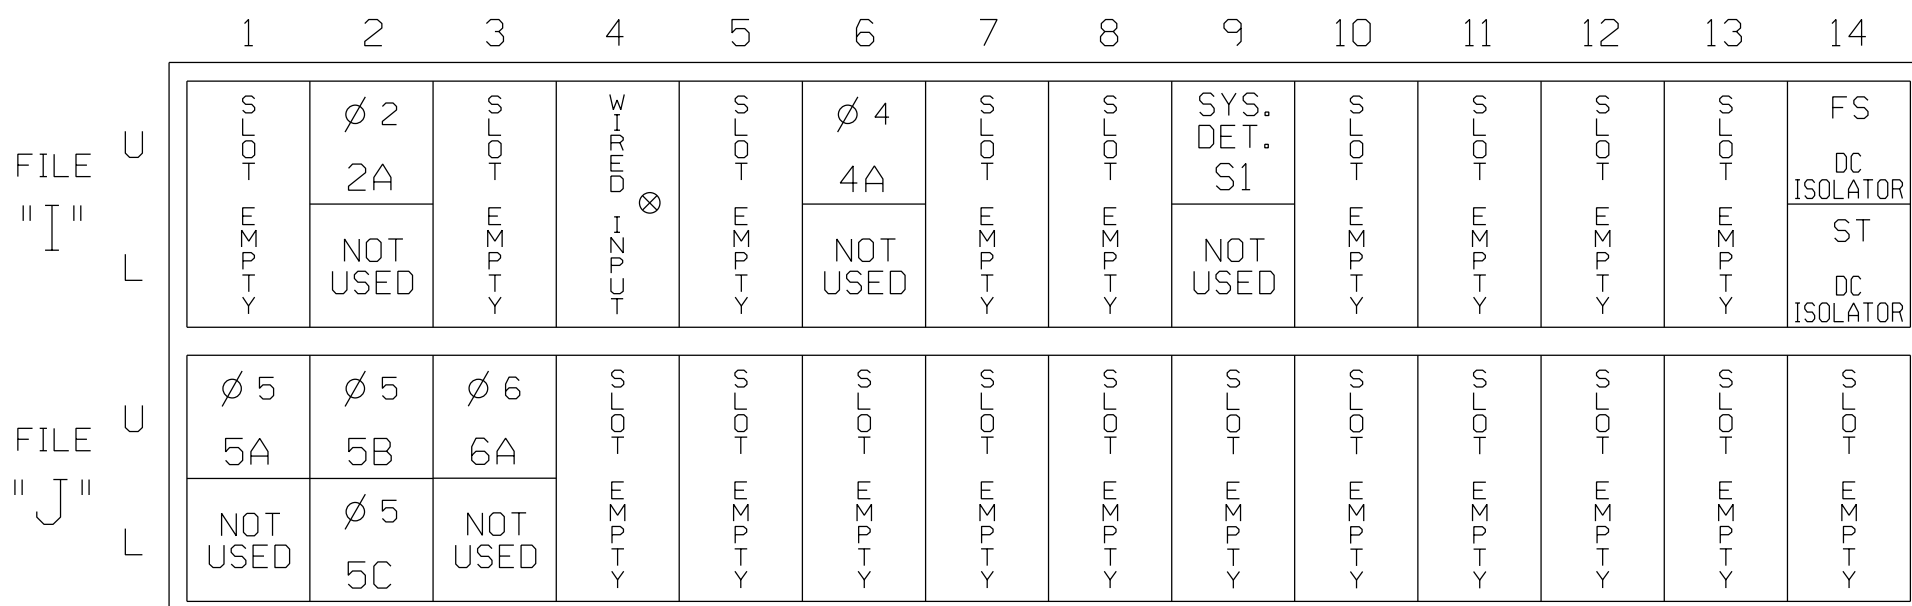 1 2 3 4 5 6 7 8 9 10 11 12 13 14
FILE
"I"
U
L
SLOT EMPTY
ø 2
2A
NOT
USED
SLOT EMPTY
WIRED INPUT
⊗
SLOT EMPTY
ø 4
4A
NOT
USED
SLOT EMPTY
SLOT EMPTY
SYS.
DET.
S1
NOT
USED
SLOT EMPTY
SLOT EMPTY
SLOT EMPTY
SLOT EMPTY
FS
DC
ISOLATOR
ST
DC
ISOLATOR
FILE
"J"
U
L
ø 5
5A
NOT
USED
ø 5
5B
ø 5
5C
ø 6
6A
NOT
USED
SLOT EMPTY
SLOT EMPTY
SLOT EMPTY
SLOT EMPTY
SLOT EMPTY
SLOT EMPTY
SLOT EMPTY
SLOT EMPTY
SLOT EMPTY
SLOT EMPTY
SLOT EMPTY